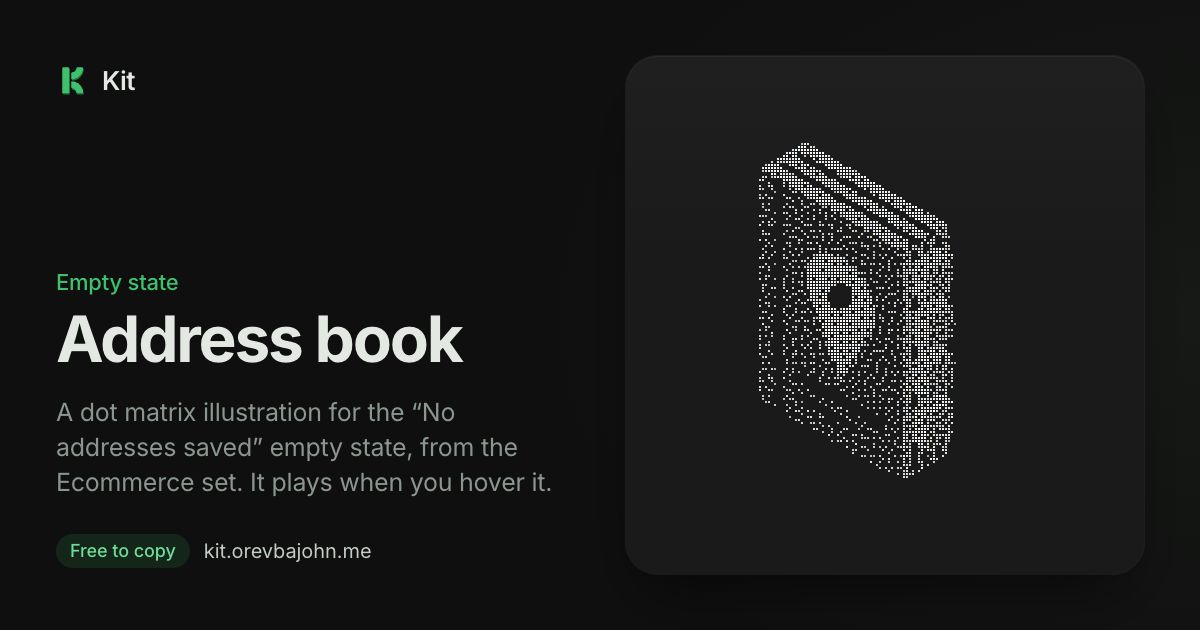 Kit
Empty state
Address book
A dot matrix illustration for the “No
addresses saved” empty state, from the
Ecommerce set. It plays when you hover it.
Free to copy
kit.orevbajohn.me